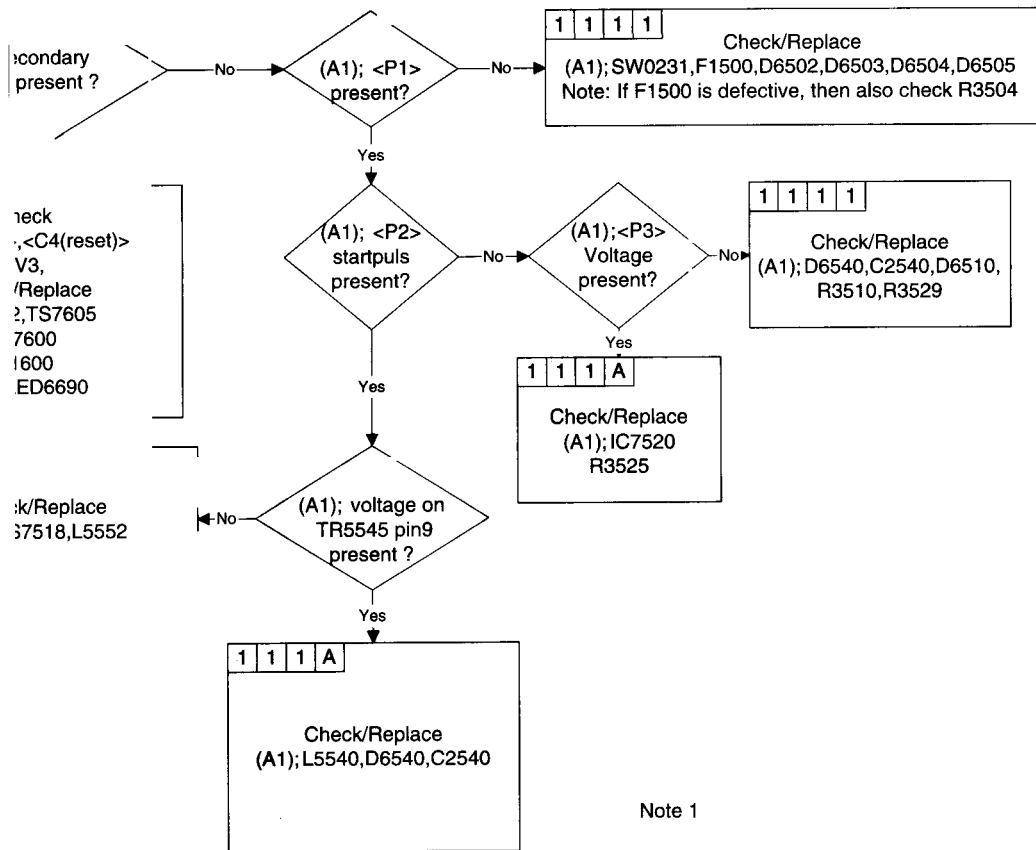 econdary
present ?
No
(A1); <P1>
present?
No
1 1 1 1
Check/Replace
(A1);SW0231,F1500,D6502,D6503,D6504,D6505
Note: If F1500 is defective, then also check R3504
Yes
heck
,<C4(reset)>
V3,
/Replace
2,TS7605
7600
1600
ED6690
(A1); <P2>
startpuls
present?
No
(A1);<P3>
Voltage
present?
No
1 1 1 1
Check/Replace
(A1); D6540,C2540,D6510,
R3510,R3529
Yes
1 1 1 A
Check/Replace
(A1);IC7520
R3525
Yes
ck/Replace
S7518,L5552
No
(A1); voltage on
TR5545 pin9
present ?
Yes
1 1 1 A
Check/Replace
(A1);L5540,D6540,C2540
Note 1